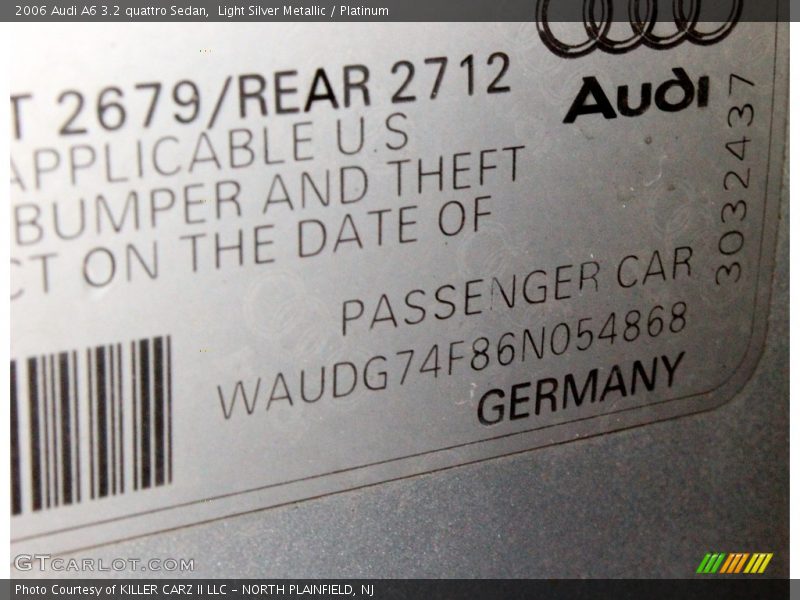 2006 Audi A6 3.2 quattro Sedan,  Light Silver Metallic / Platinum
T 2679/REAR 2712
Audi
APPLICABLE U.S
BUMPER AND THEFT
CT ON THE DATE OF
3032437
PASSENGER CAR
WAUDG74F86N054868
GERMANY
GTCARLOT.COM
Photo Courtesy of KILLER CARZ II LLC - NORTH PLAINFIELD, NJ